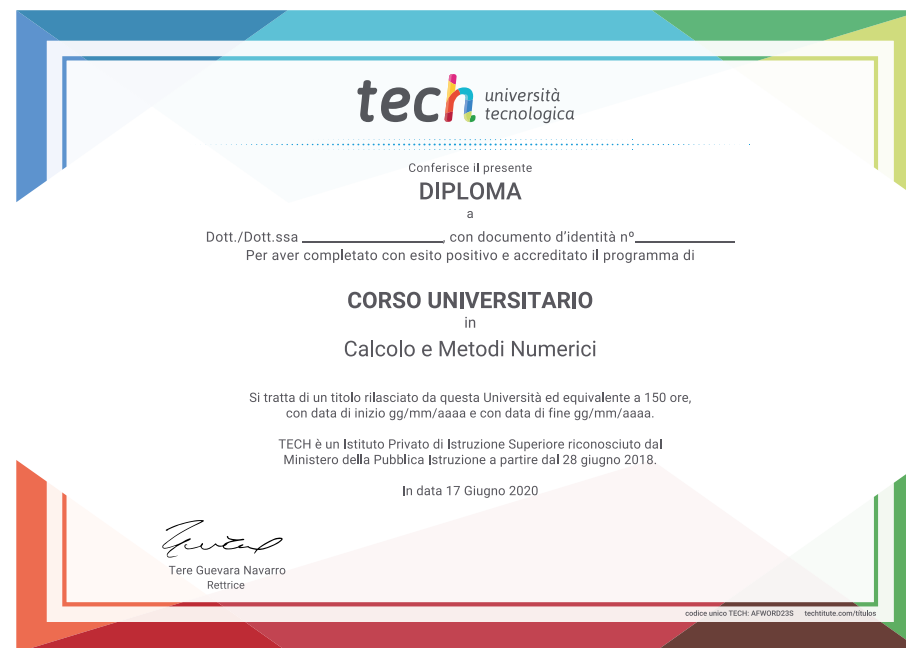 tech università
tecnologica
Conferisce il presente
DIPLOMA
a
Dott./Dott.ssa ________________, con documento d'identità nº____________
Per aver completato con esito positivo e accreditato il programma di
CORSO UNIVERSITARIO
in
Calcolo e Metodi Numerici
Si tratta di un titolo rilasciato da questa Università ed equivalente a 150 ore,
con data di inizio gg/mm/aaaa e con data di fine gg/mm/aaaa.
TECH è un Istituto Privato di Istruzione Superiore riconosciuto dal
Ministero della Pubblica Istruzione a partire dal 28 giugno 2018.
In data 17 Giugno 2020
Tere Guevara Navarro
Rettrice
codice unico TECH: AFWORD23S techtitute.com/títulos